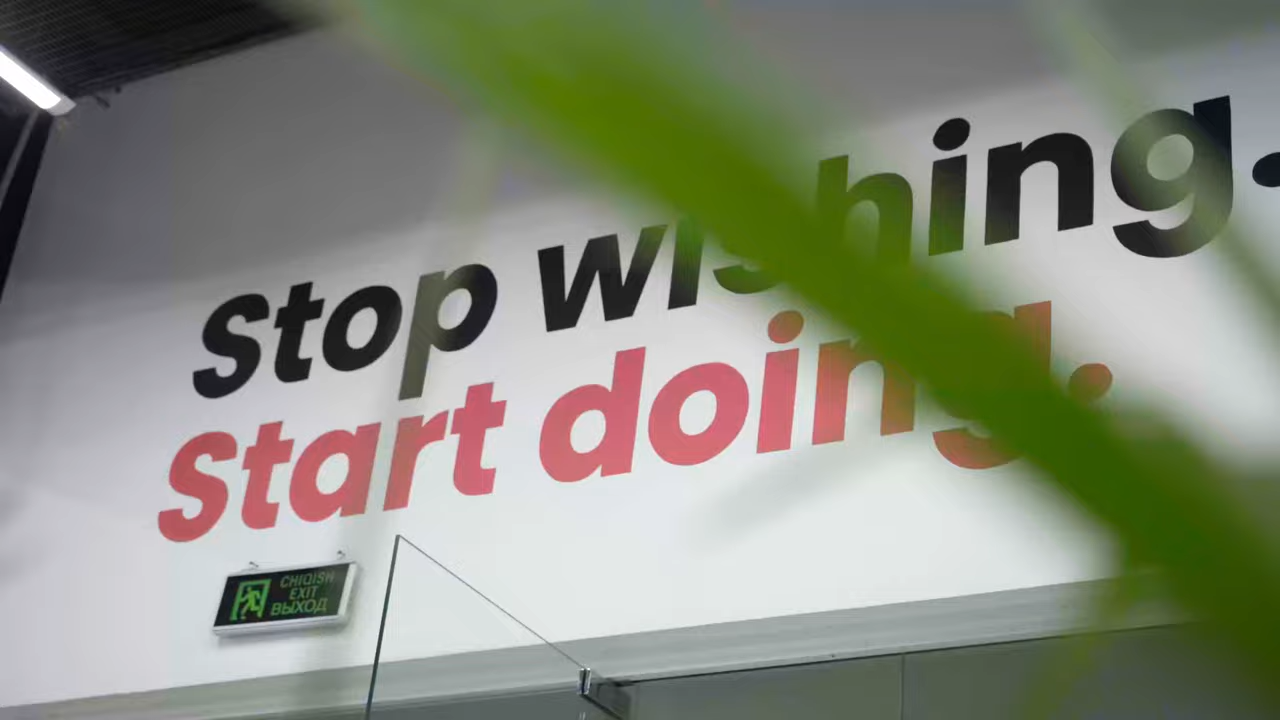 Stop wishing.
Start doing.
CHIQISH
EXIT
ВЫХОД